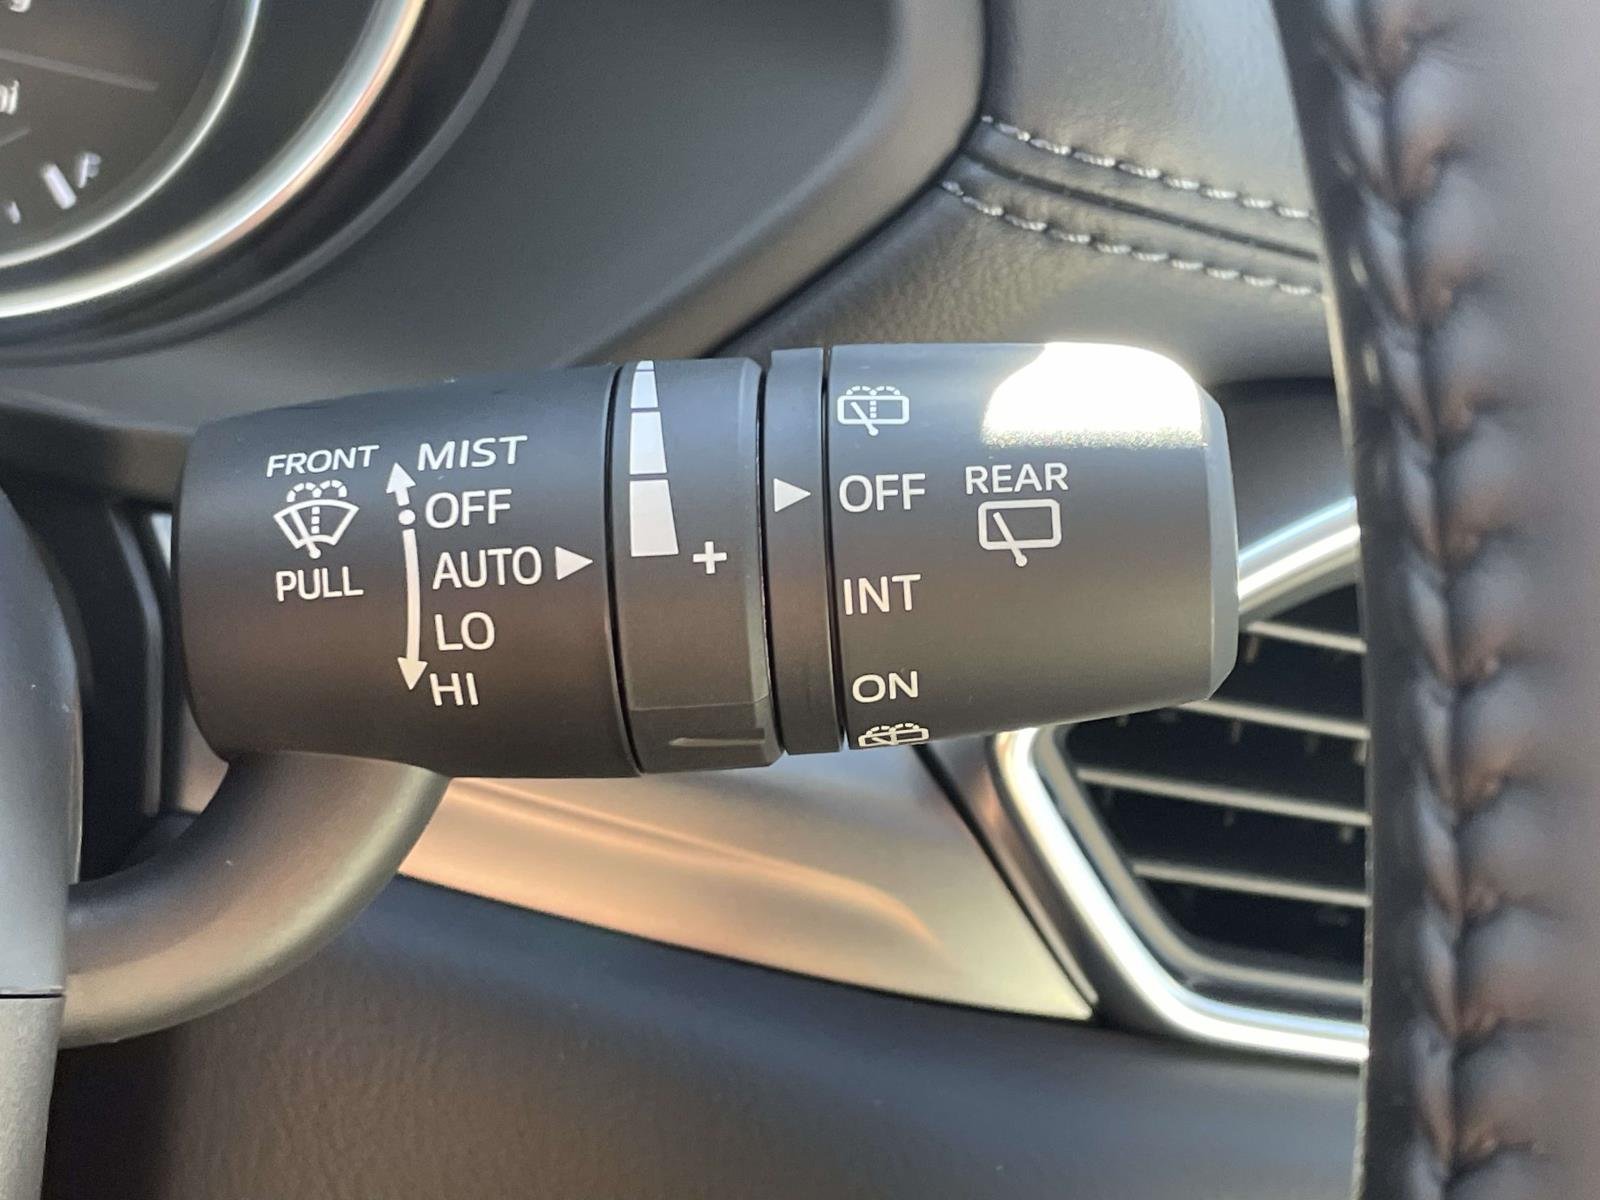 FRONT
PULL
MIST
OFF
AUTO
LO
HI
+
OFF
INT
ON
REAR